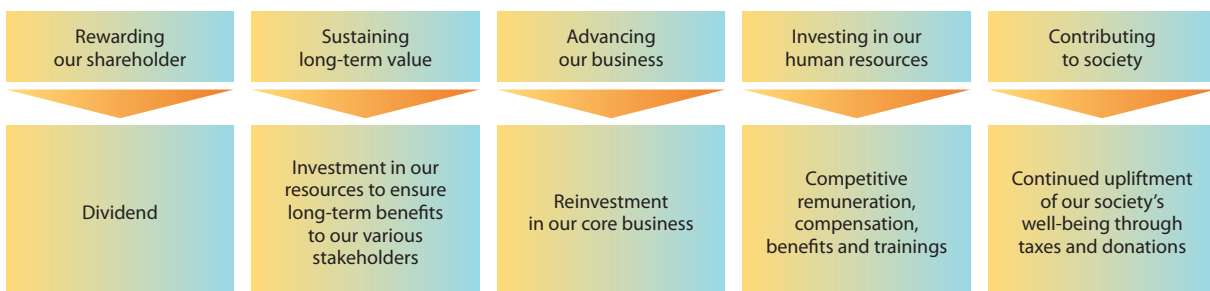 Rewarding
our shareholder
Sustaining
long-term value
Advancing
our business
Investing in our
human resources
Contributing
to society
Dividend
Investment in our
resources to ensure
long-term benefits
to our various
stakeholders
Reinvestment
in our core business
Competitive
remuneration,
compensation,
benefits and trainings
Continued upliftment
of our society’s
well-being through
taxes and donations